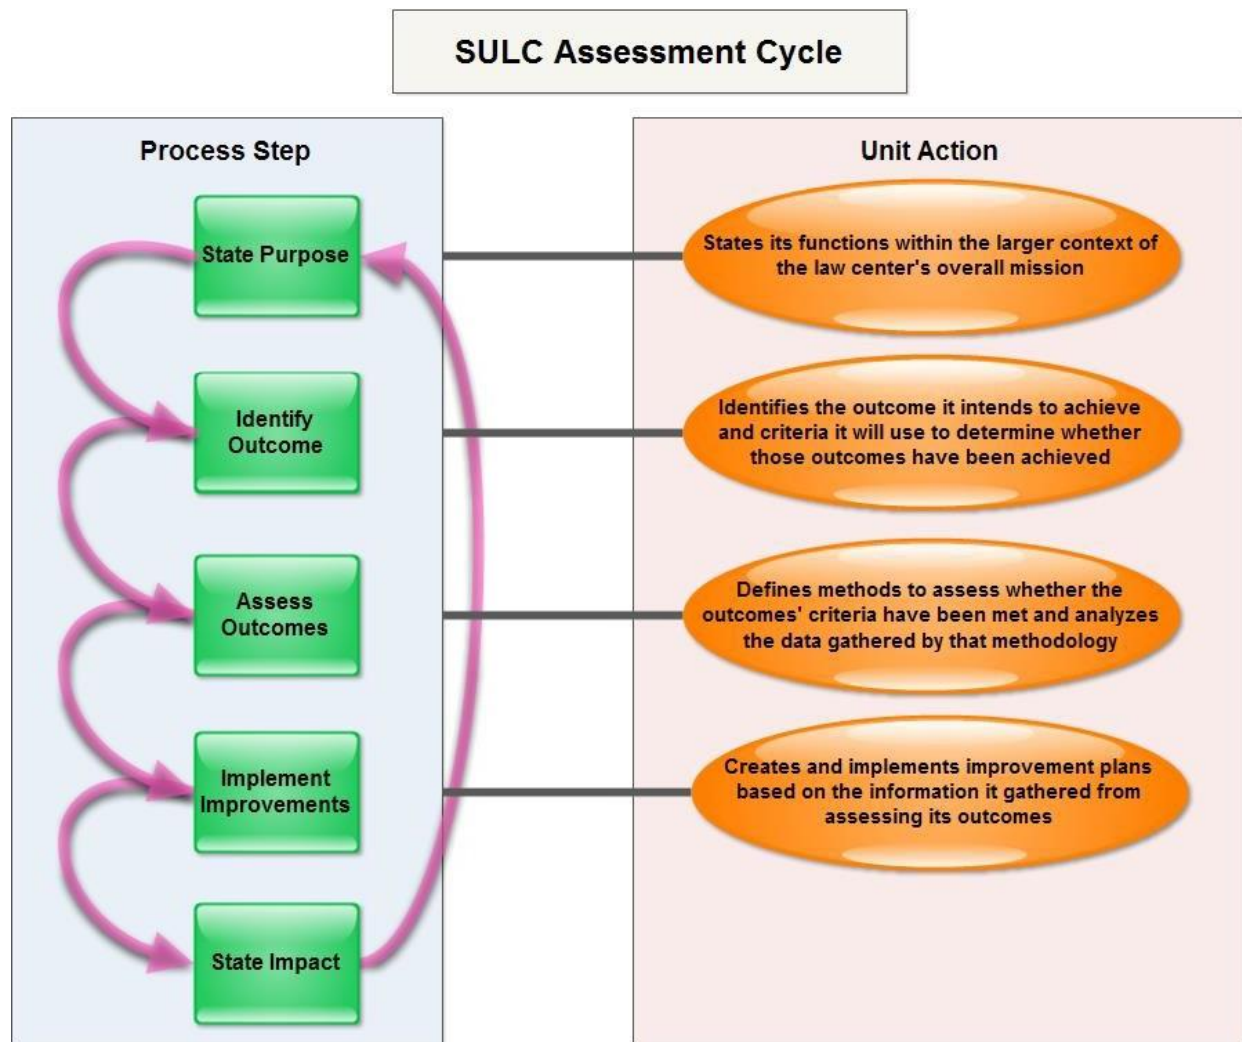 SULC Assessment Cycle
Process Step
Unit Action
State Purpose
States its functions within the larger context of
the law center's overall mission
Identify
Outcome
Identifies the outcome it intends to achieve
and criteria it will use to determine whether
those outcomes have been achieved
Assess
Outcomes
Defines methods to assess whether the
outcomes' criteria have been met and analyzes
the data gathered by that methodology
Implement
Improvements
Creates and implements improvement plans
based on the information it gathered from
assessing its outcomes
State Impact